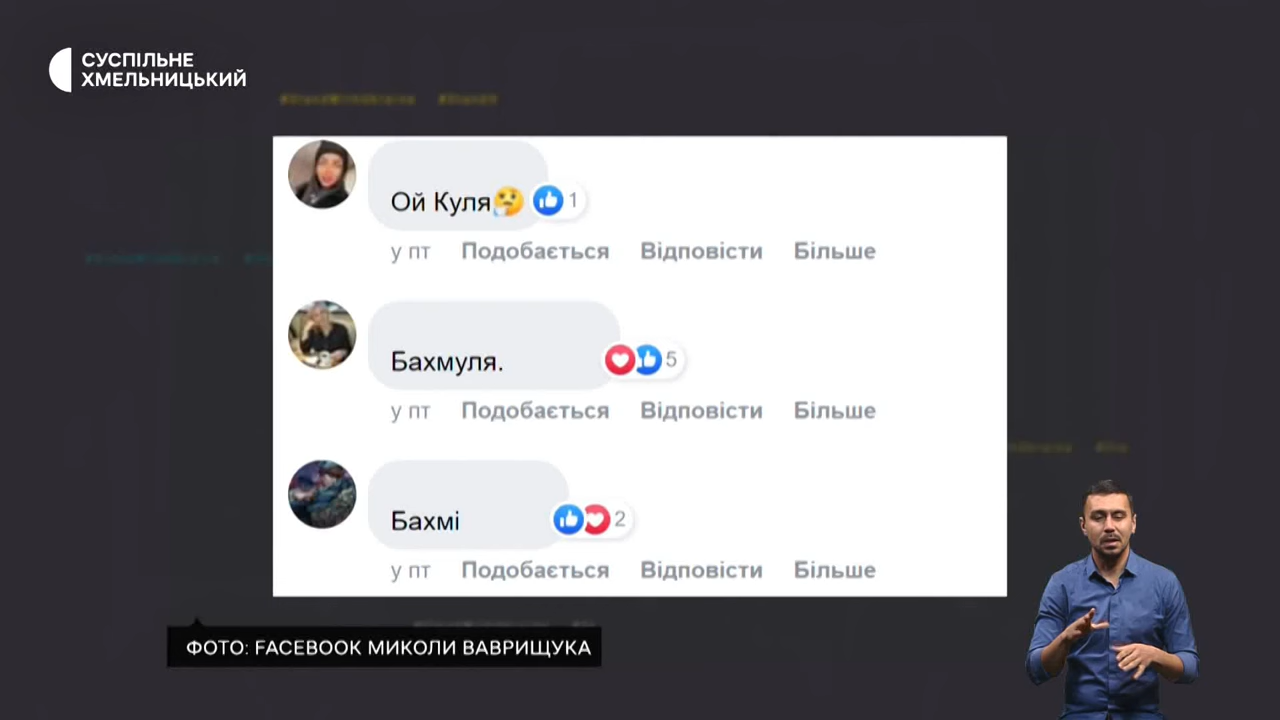 СУСПІЛЬНЕ
ХМЕЛЬНИЦЬКИЙ
Ой Куля🤔 1
у пт Подобається Відповісти Більше
Бахмуля. 5
у пт Подобається Відповісти Більше
Бахмі 2
у пт Подобається Відповісти Більше
ФОТО: FACEBOOK МИКОЛИ ВАВРИЩУКА